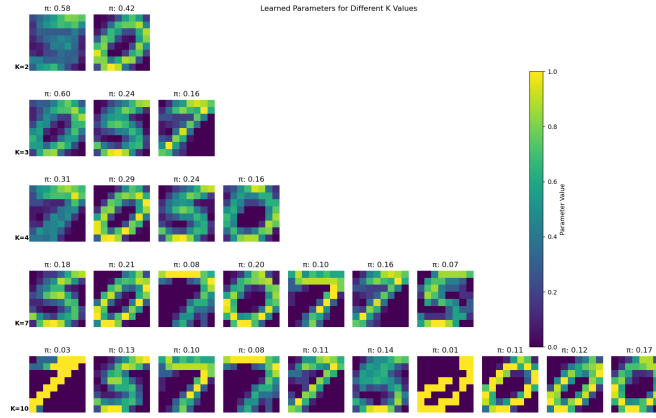 Learned Parameters for Different K Values
π: 0.58 π: 0.42
K=2
π: 0.60 π: 0.24 π: 0.16
K=3
π: 0.31 π: 0.29 π: 0.24 π: 0.16
K=4
π: 0.18 π: 0.21 π: 0.08 π: 0.20 π: 0.10 π: 0.16 π: 0.07
K=7
π: 0.03 π: 0.13 π: 0.10 π: 0.08 π: 0.11 π: 0.14 π: 0.01 π: 0.11 π: 0.12 π: 0.17
K=10
1.0
0.8
0.6
0.4
0.2
0.0
Parameter Value